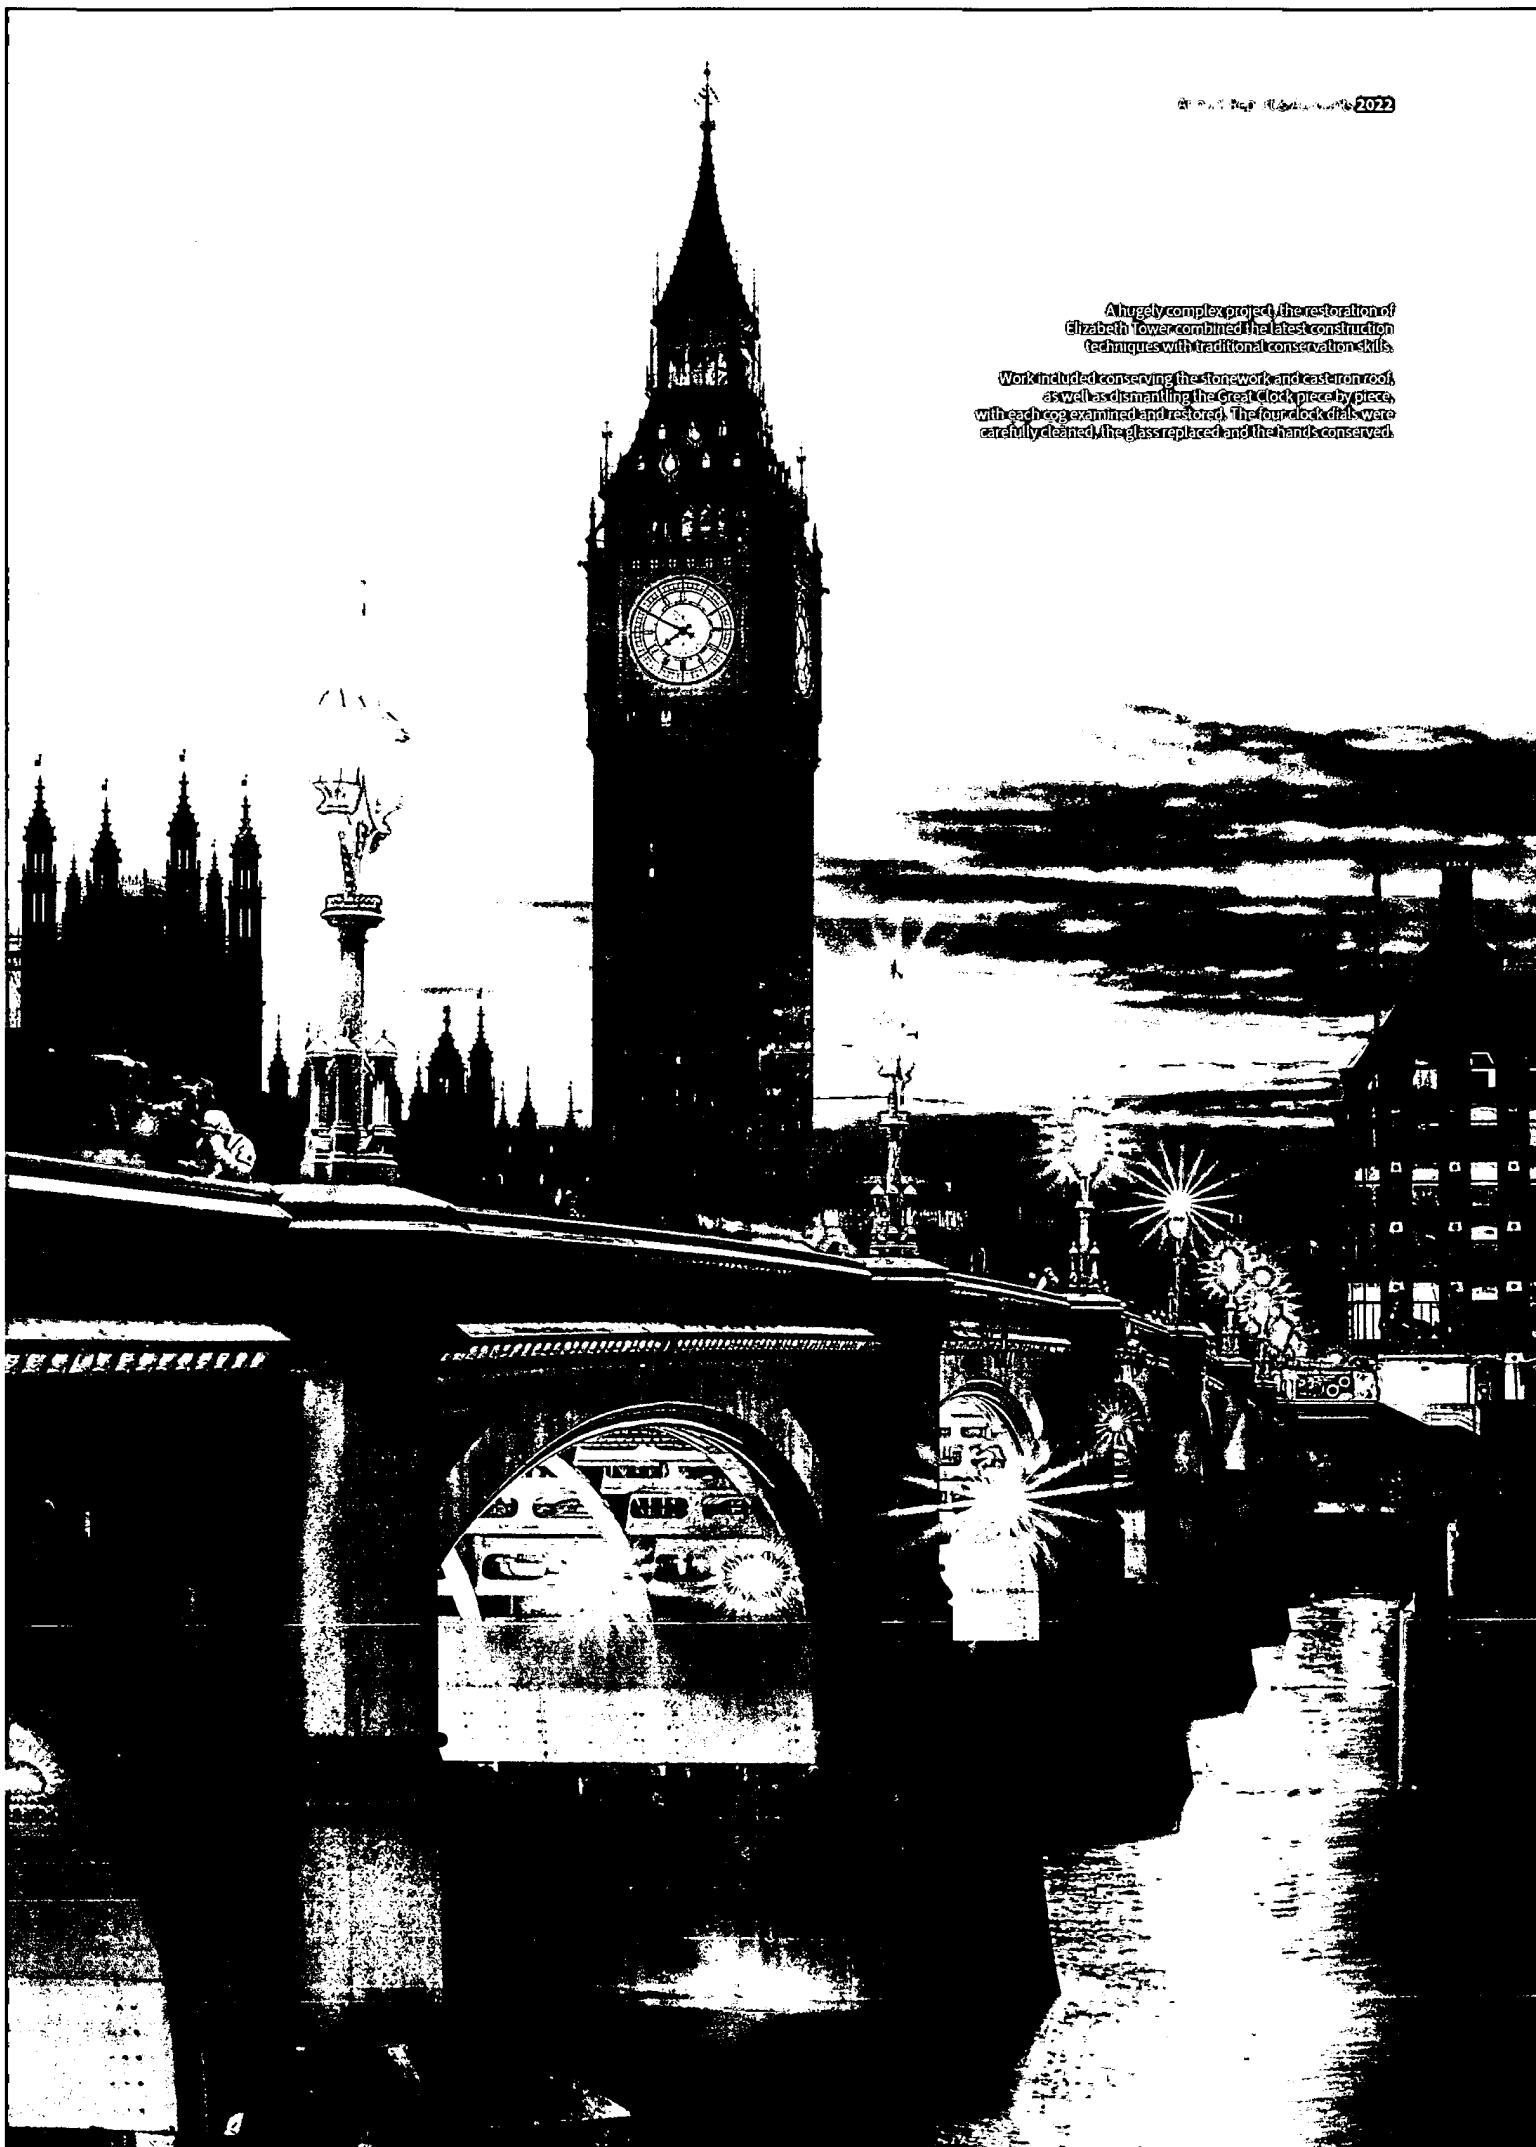 Annual Report & Accounts 2022
A hugely complex project, the restoration of
Elizabeth Tower combined the latest construction
techniques with traditional conservation skills.
Work included conserving the stonework and cast-iron roof,
as well as dismantling the Great Clock piece by piece,
with each cog examined and restored. The four clock dials were
carefully cleaned, the glass replaced and the hands conserved.